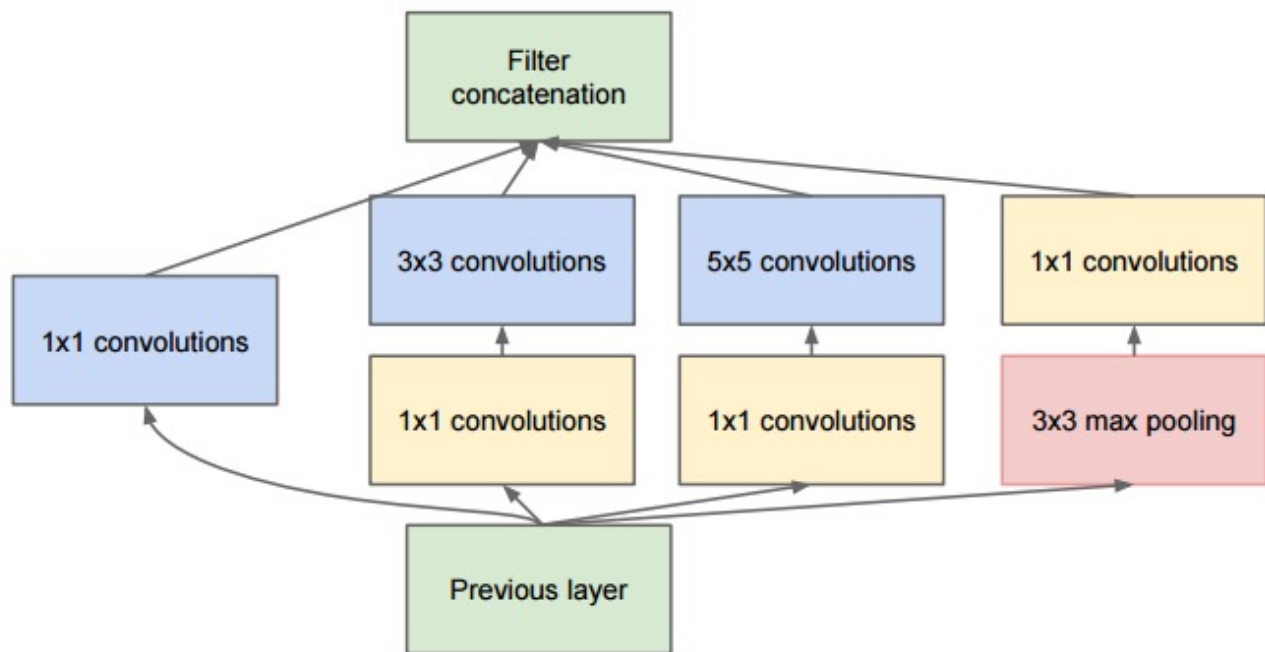 Filter
concatenation
3x3 convolutions
5x5 convolutions
1x1 convolutions
1x1 convolutions
1x1 convolutions
1x1 convolutions
3x3 max pooling
Previous layer